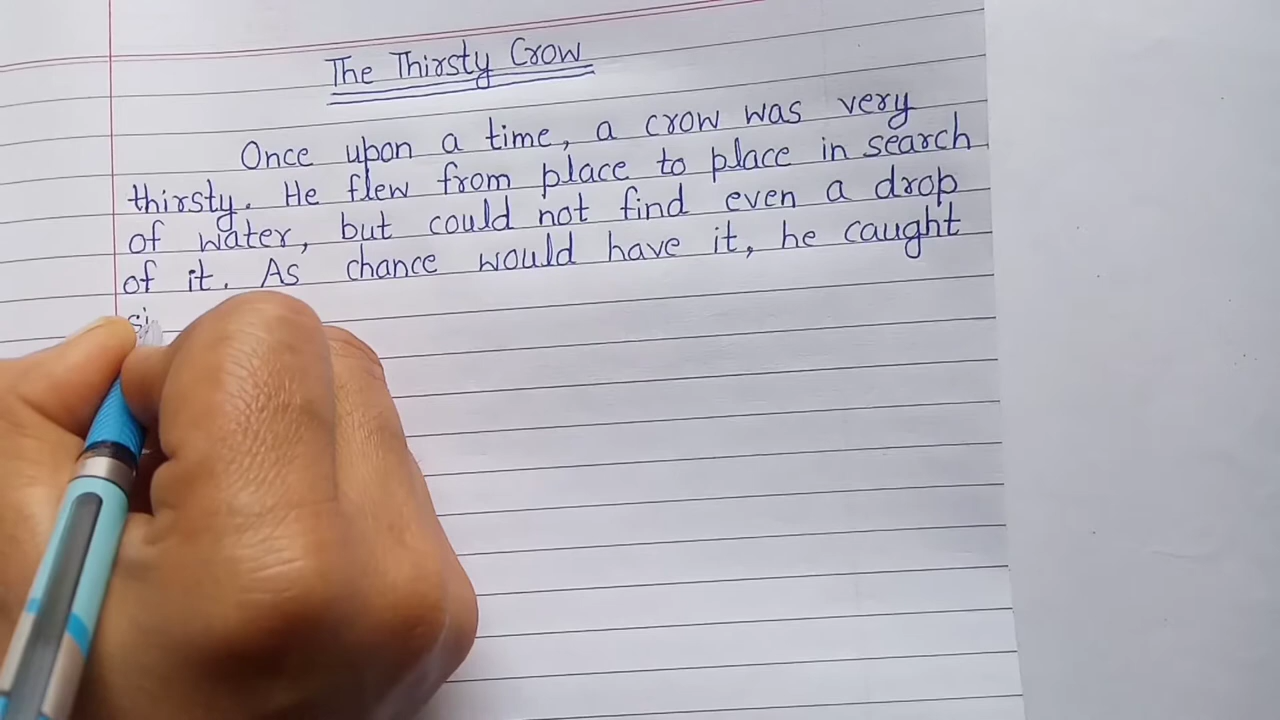 The Thirsty Crow
Once upon a time, a crow was very
thirsty. He flew from place to place in search
of water, but could not find even a drop
of it. As chance would have it, he caught
si